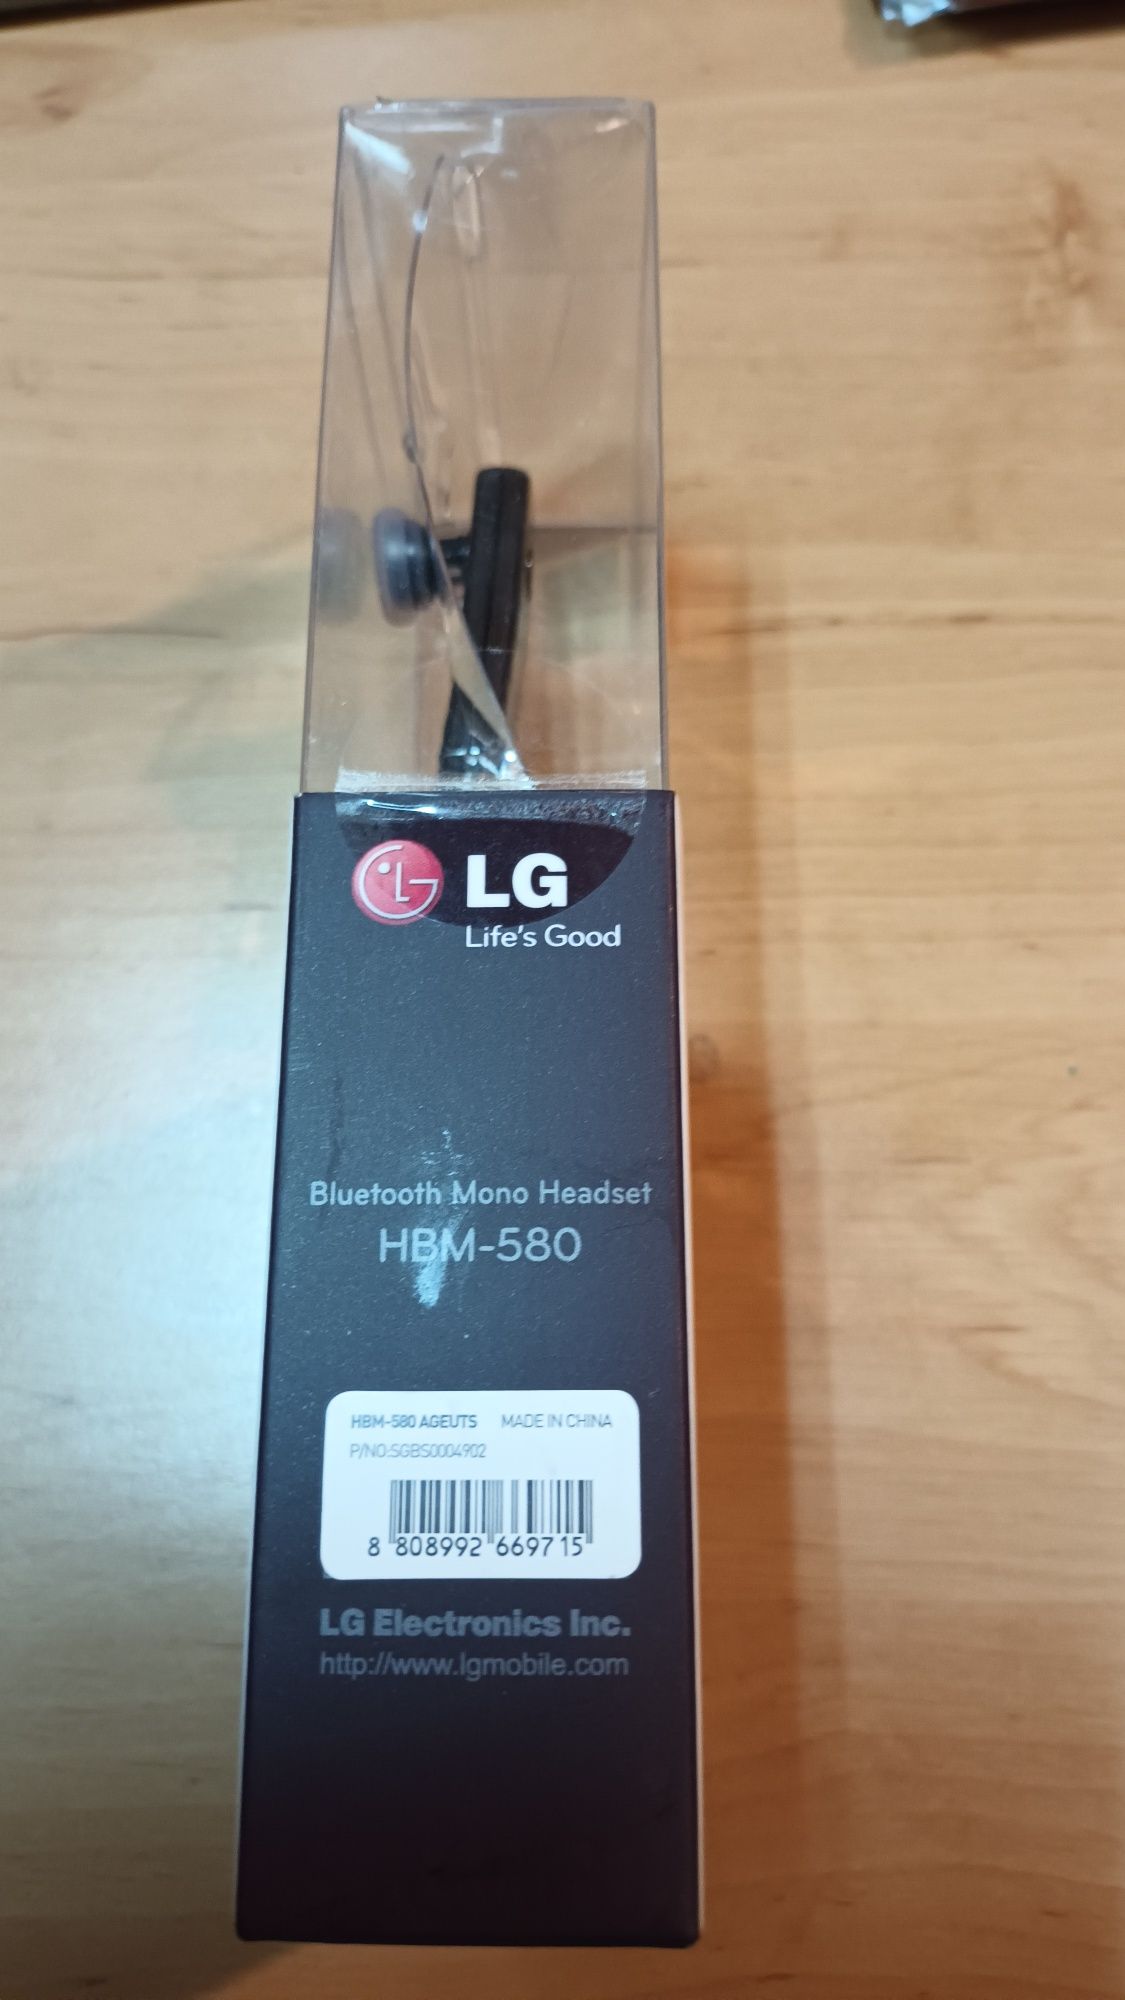 LG
Life's Good
Bluetooth Mono Headset
HBM-580
HBM-580 AGEUTS MADE IN CHINA
P/NO:SGBS0004902
8 808992 669715
LG Electronics Inc.
http://www.lgmobile.com